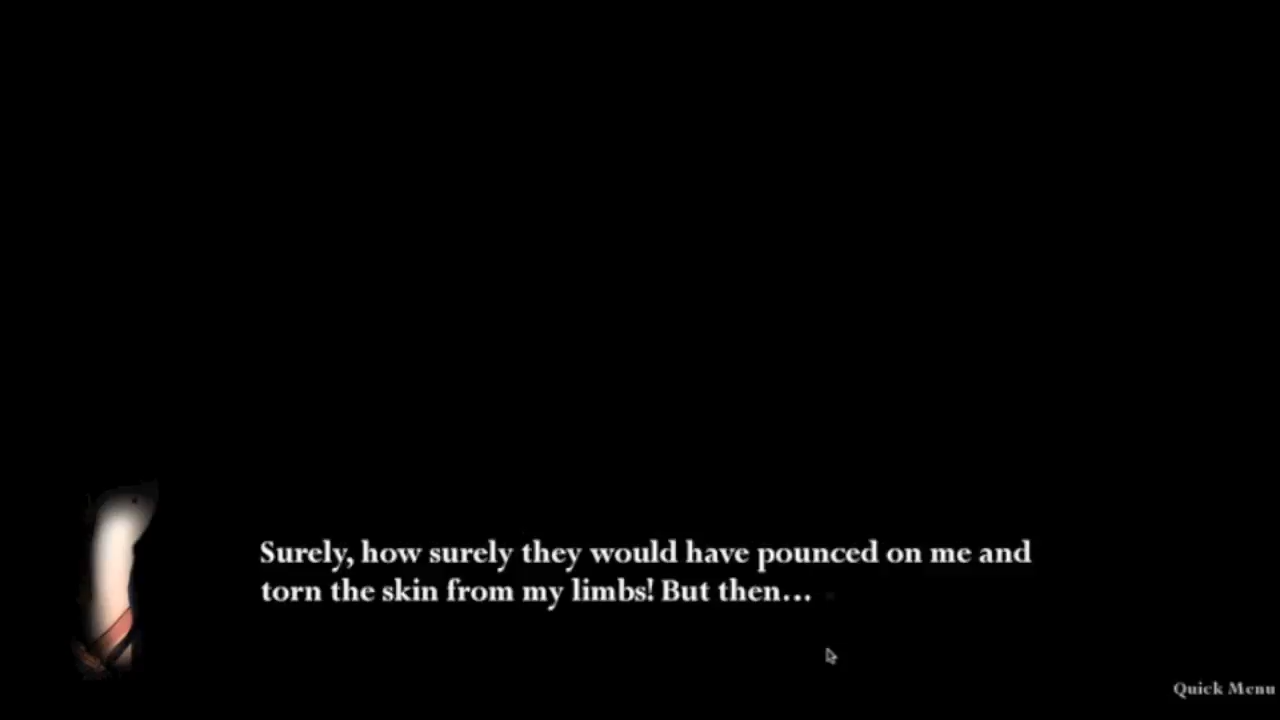 Surely, how surely they would have pounced on me and
torn the skin from my limbs! But then...
Quick Menu